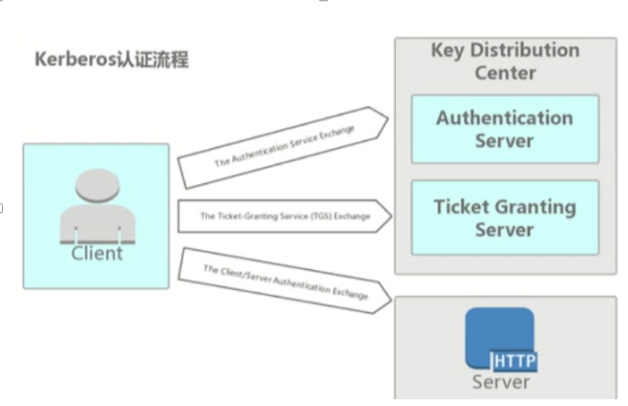 Kerberos认证流程
Key Distribution
Center
Authentication
Server
The Authentication Service Exchange
Ticket Granting
Server
The Ticket-Granting Service (TGS) Exchange
Client
The Client/Server Authentication Exchange
HTTP
Server